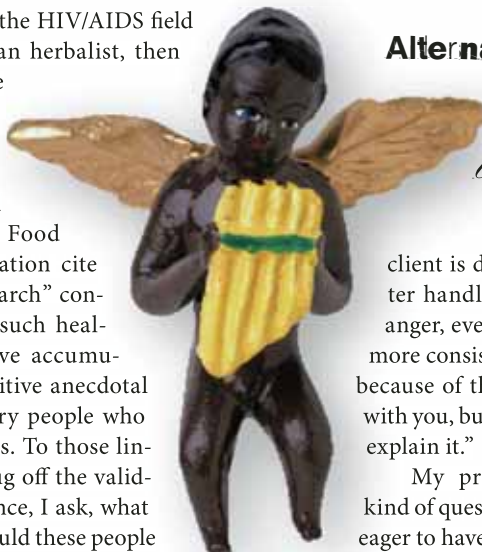 the HIV/AIDS field
an herbalist, then
Food
ation cite
arch” con-
such heal-
ve accumu-
itive anecdotal
ry people who
s. To those lin-
g off the valid-
nce, I ask, what
uld these people
Alterna
client is d
ter handl
anger, eve
more consis
because of th
with you, bu
explain it.”
My pr
kind of ques
eager to have